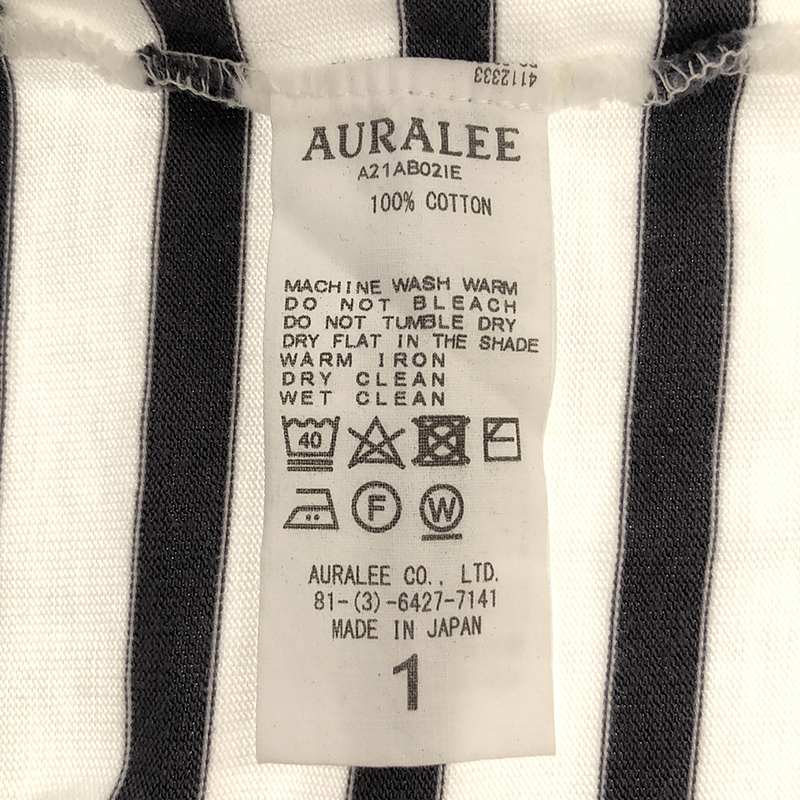 4112333
AURALEE
A21AB02IE
100% COTTON
MACHINE WASH WARM
DO NOT BLEACH
DO NOT TUMBLE DRY
DRY FLAT IN THE SHADE
WARM IRON
DRY CLEAN
WET CLEAN
40
F W
AURALEE CO., LTD.
81-(3)-6427-7141
MADE IN JAPAN
1